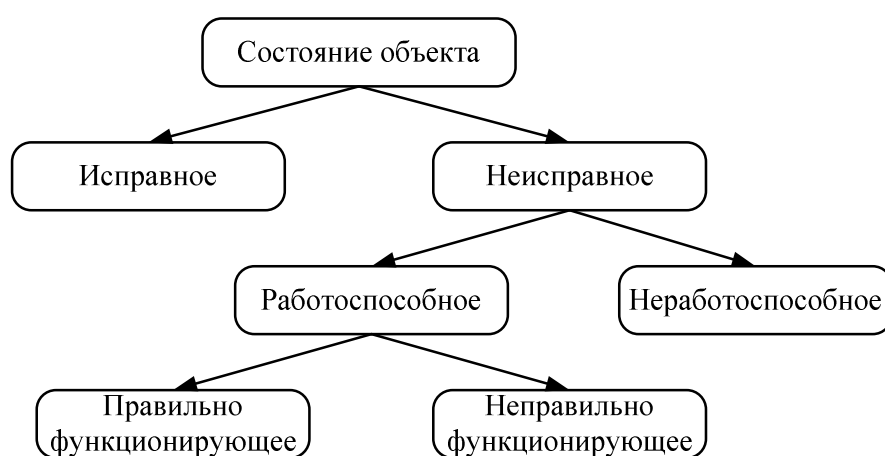 Состояние объекта
Исправное
Неисправное
Работоспособное
Неработоспособное
Правильно
функционирующее
Неправильно
функционирующее